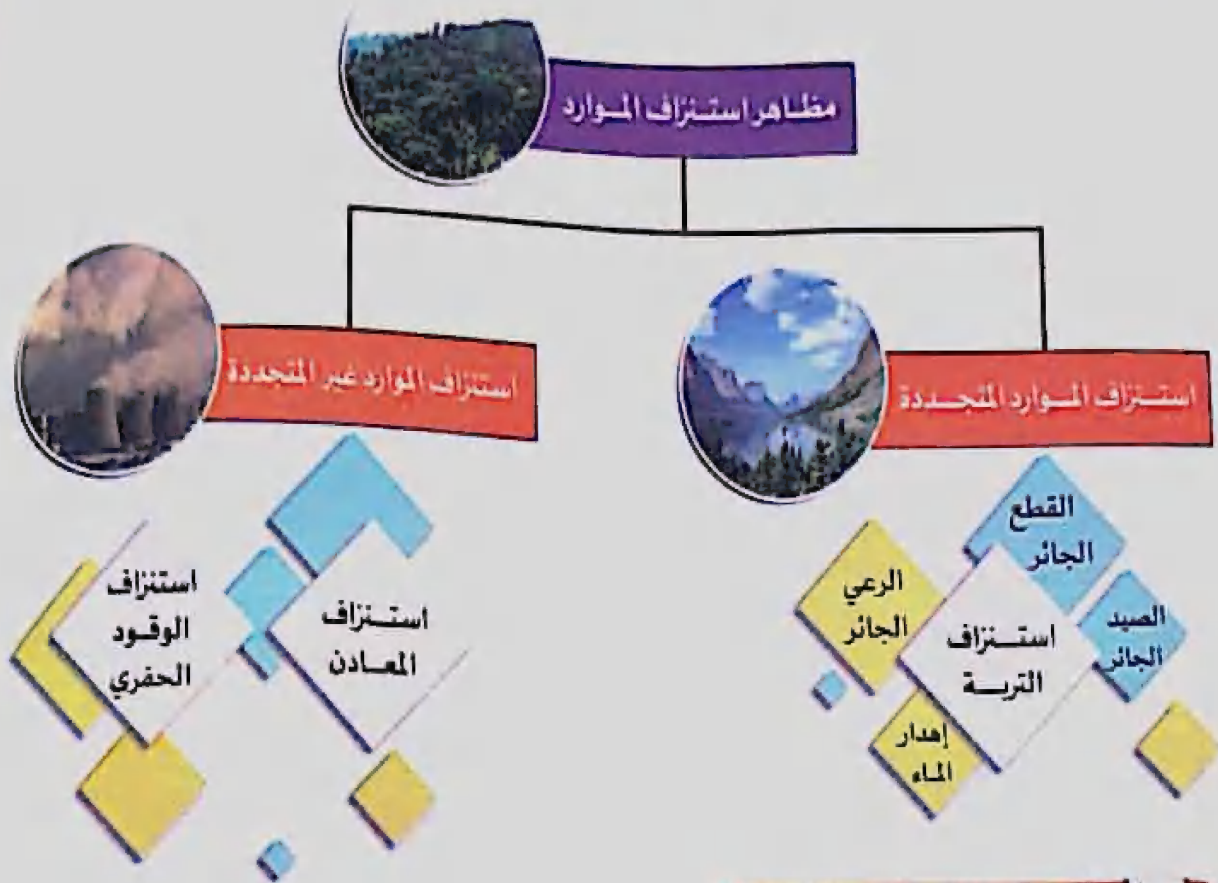 مظاهر استنزاف الموارد
استنزاف الموارد المتجددة
استنزاف الموارد غير المتجددة
القطع
الجائر
الرعي
الجائر
الصيد
الجائر
استنزاف
التربة
إهدار
الماء
استنزاف
المعادن
استنزاف
الوقود
الحفري